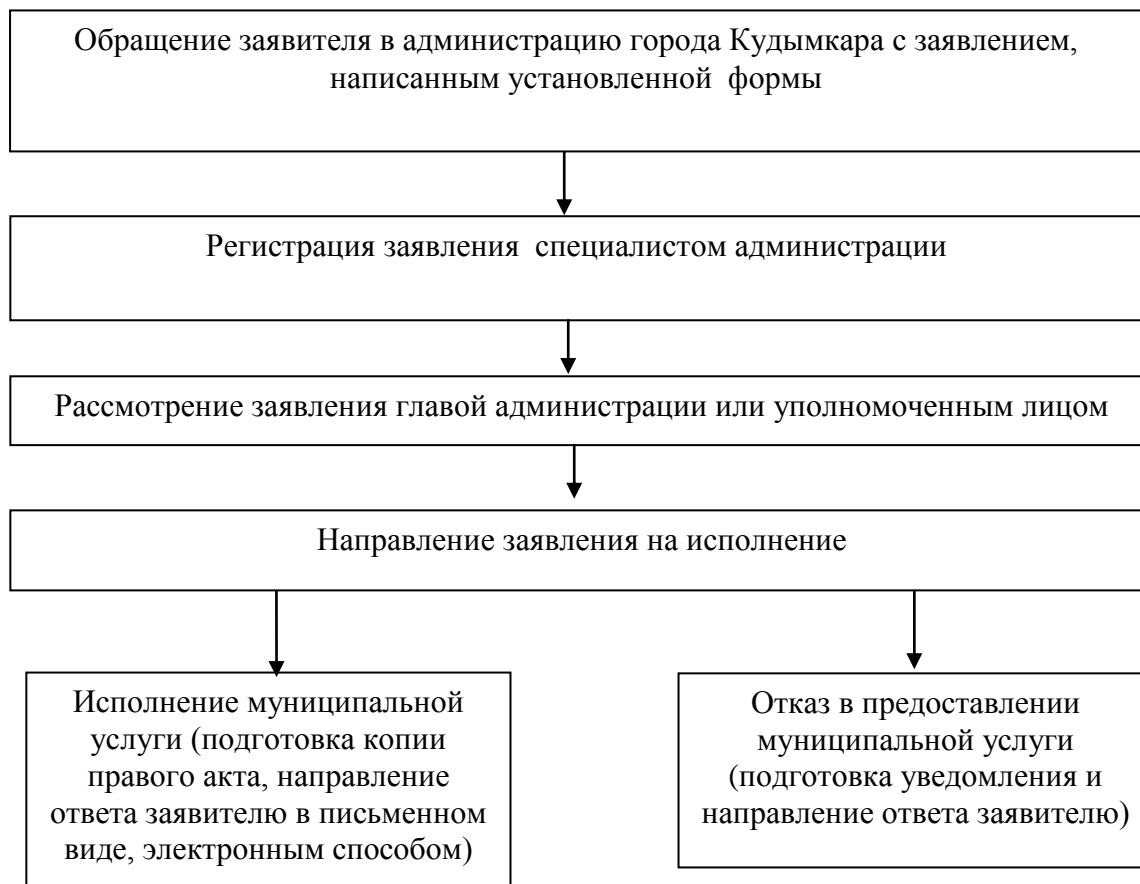 Обращение заявителя в администрацию города Кудымкара с заявлением,
написанным установленной формы
Регистрация заявления специалистом администрации
Рассмотрение заявления главой администрации или уполномоченным лицом
Направление заявления на исполнение
Исполнение муниципальной
услуги (подготовка копии
правого акта, направление
ответа заявителю в письменном
виде, электронным способом)
Отказ в предоставлении
муниципальной услуги
(подготовка уведомления и
направление ответа заявителю)